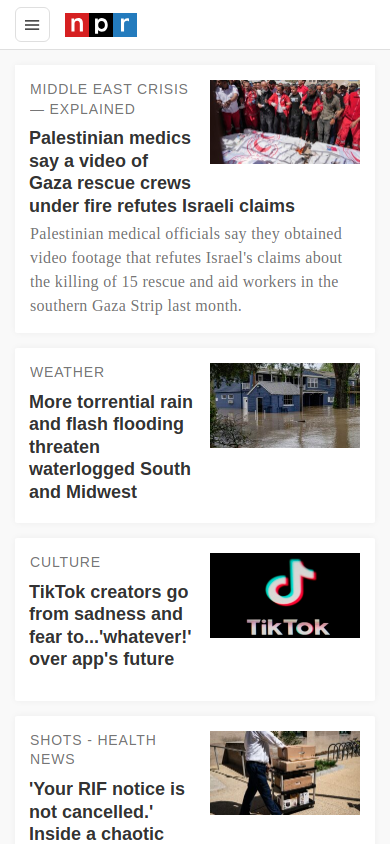 npr
MIDDLE EAST CRISIS
— EXPLAINED
Palestinian medics
say a video of
Gaza rescue crews
under fire refutes Israeli claims
Palestinian medical officials say they obtained
video footage that refutes Israel's claims about
the killing of 15 rescue and aid workers in the
southern Gaza Strip last month.
WEATHER
More torrential rain
and flash flooding
threaten
waterlogged South
and Midwest
CULTURE
TikTok creators go
from sadness and
fear to...'whatever!'
over app's future
TikTok
SHOTS - HEALTH
NEWS
'Your RIF notice is
not cancelled.'
Inside a chaotic